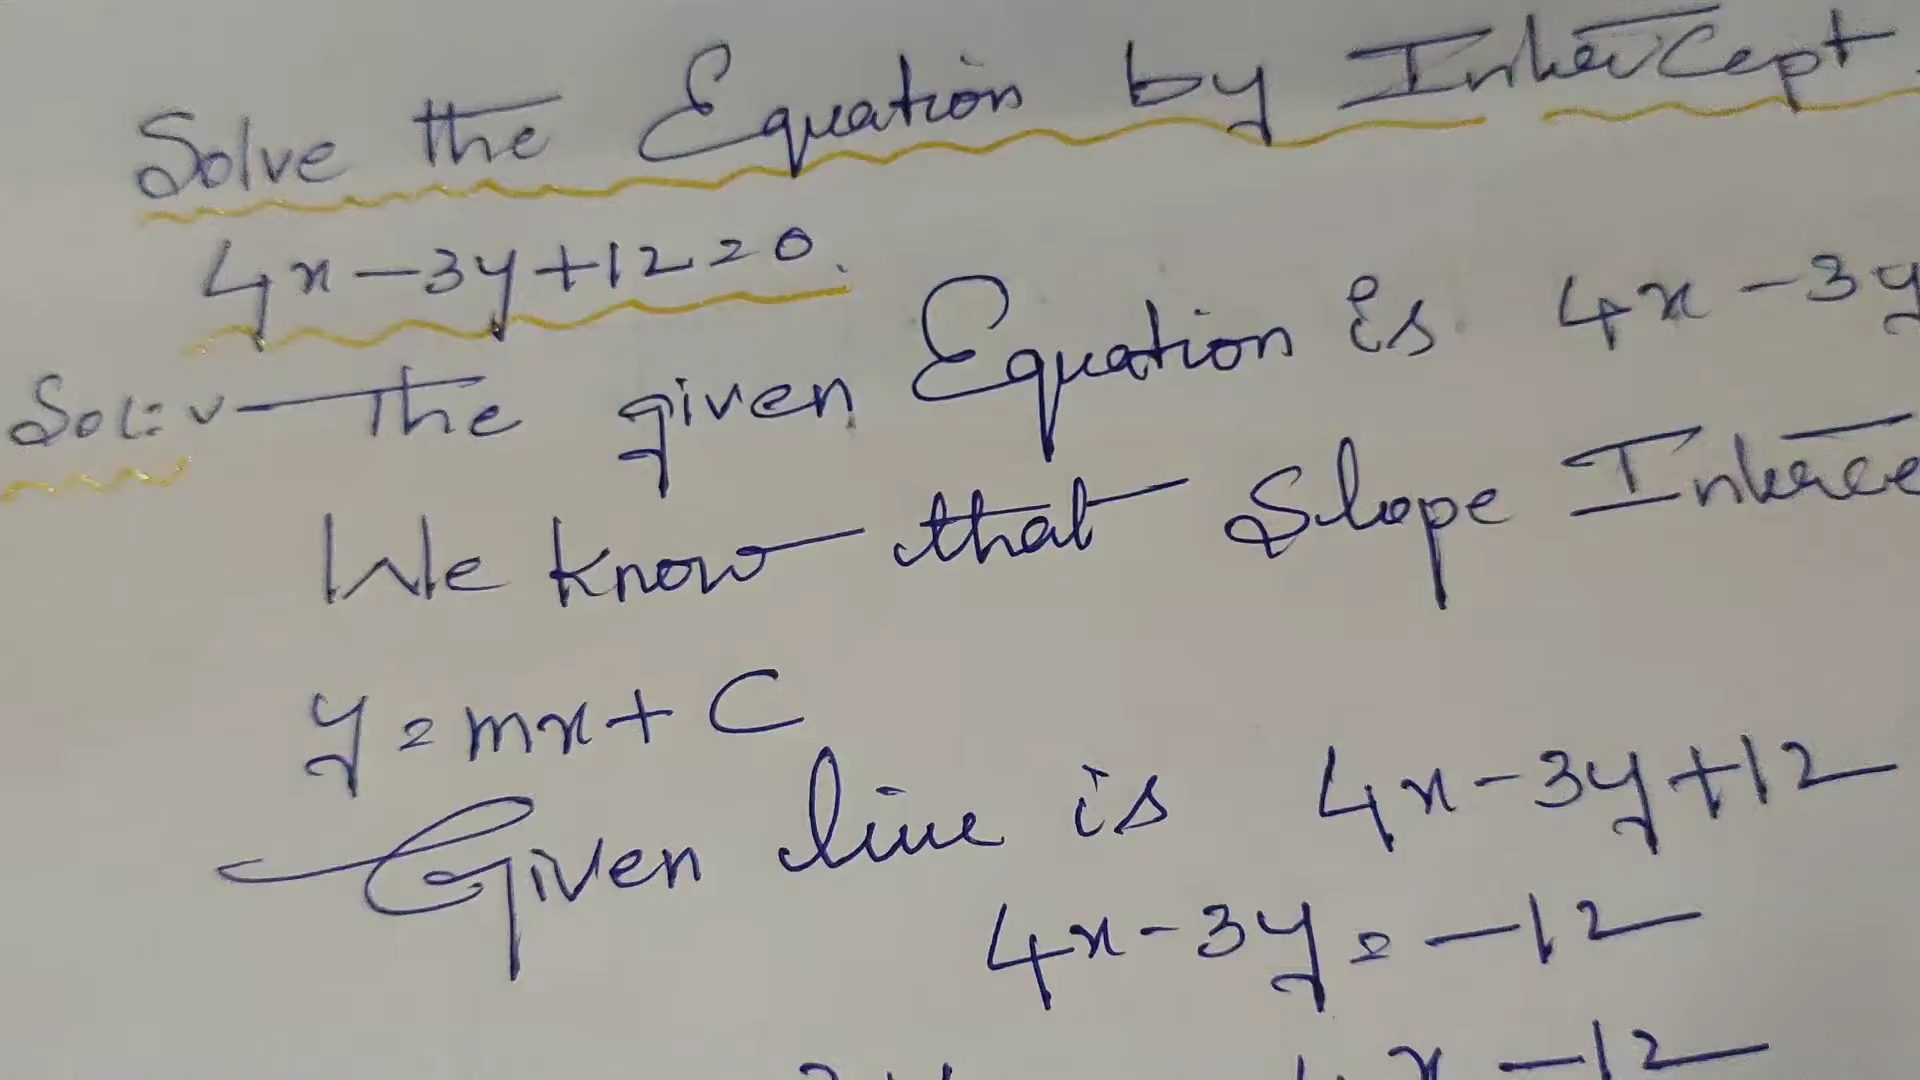 Solve the Equation by Intercept
4x-3y+12=0.
Sol:- The given Equation is 4x-3y
We know that Slope Interce
y=mx+C
Given line is 4x-3y+12
4x-3y=-12
x-12